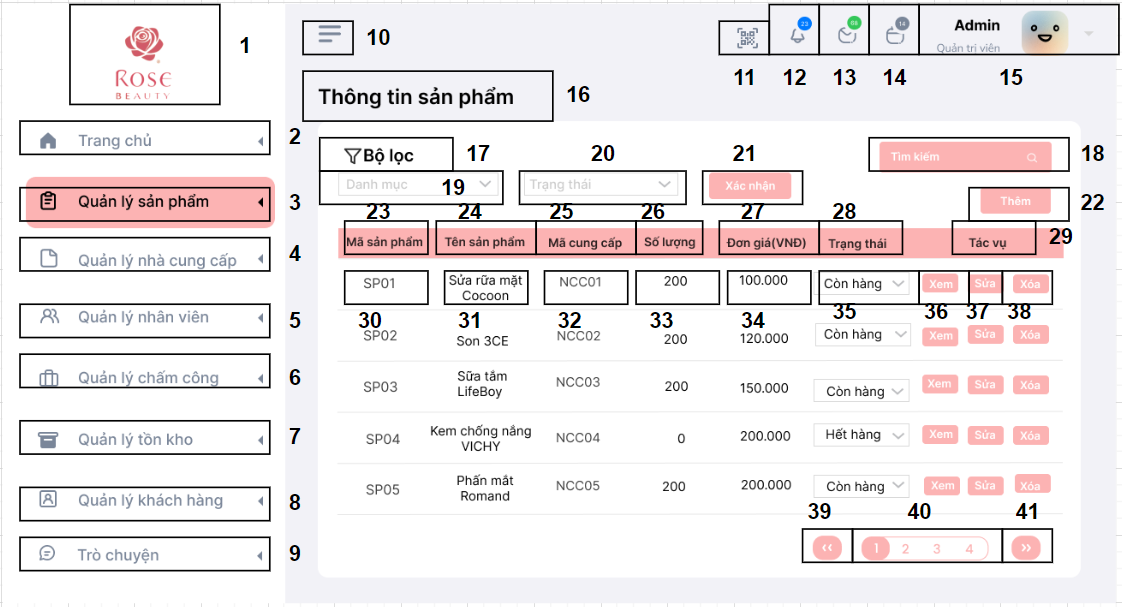 ROSE
BEAUTY
1
10
23
08
14
Admin
Quản trị viên
11
12
13
14
15
Thông tin sản phẩm
16
Trang chủ
2
Bộ lọc
17
20
21
Tìm kiếm
18
Quản lý sản phẩm
3
Danh mục
19
Trạng thái
Xác nhận
Thêm
22
23
24
25
26
27
28
29
Mã sản phẩm
Tên sản phẩm
Mã cung cấp
Số lượng
Đơn giá(VNĐ)
Trạng thái
Tác vụ
Quản lý nhà cung cấp
4
SP01
Sửa rữa mặt
Cocoon
NCC01
200
100.000
Còn hàng
Xem
Sửa
Xóa
Quản lý nhân viên
5
30
31
32
33
34
35
36
37
38
SP02
Son 3CE
NCC02
200
120.000
Còn hàng
Xem
Sửa
Xóa
Quản lý chấm công
6
SP03
Sữa tắm
LifeBoy
NCC03
200
150.000
Còn hàng
Xem
Sửa
Xóa
Quản lý tồn kho
7
SP04
Kem chống nắng
VICHY
NCC04
0
200.000
Hết hàng
Xem
Sửa
Xóa
Quản lý khách hàng
8
SP05
Phấn mắt
Romand
NCC05
200
200.000
Còn hàng
Xem
Sửa
Xóa
39
40
41
Trò chuyện
9
‹‹
1
2
3
4
››